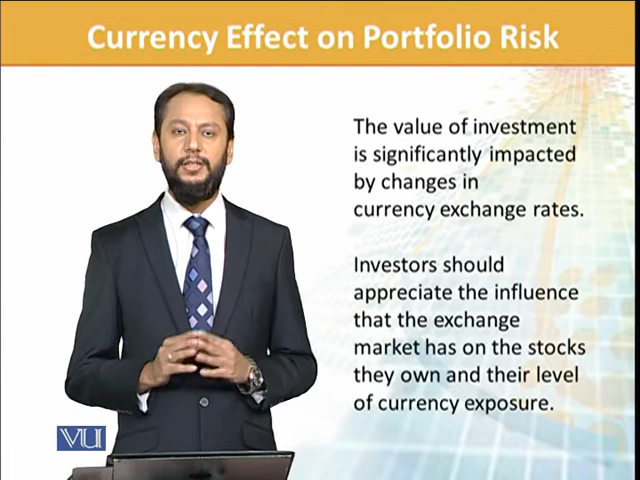 Currency Effect on Portfolio Risk
The value of investment
is significantly impacted
by changes in
currency exchange rates.
Investors should
appreciate the influence
that the exchange
market has on the stocks
they own and their level
of currency exposure.
VU